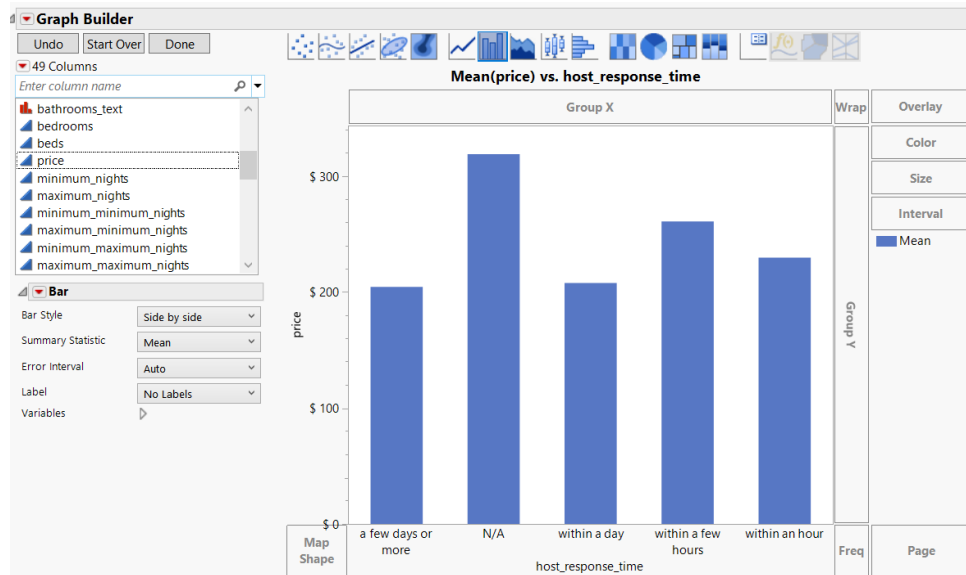 Graph Builder
Undo Start Over Done
49 Columns
Enter column name
bathrooms_text
bedrooms
beds
price
minimum_nights
maximum_nights
minimum_minimum_nights
maximum_minimum_nights
minimum_maximum_nights
maximum_maximum_nights
Bar
Bar Style Side by side
Summary Statistic Mean
Error Interval Auto
Label No Labels
Variables
Mean(price) vs. host_response_time
Group X Wrap Overlay
Color
Size
Interval
Mean
$ 300
$ 200
$ 100
$ 0
price
Group Y
a few days or more
N/A
within a day
within a few hours
within an hour
host_response_time
Map Shape
Freq
Page